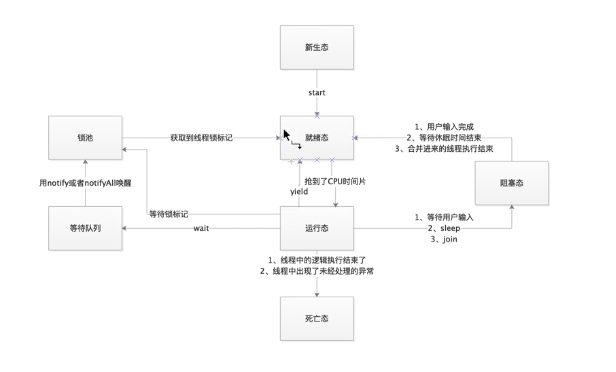 新生态
start
锁池
获取到线程锁标记
就绪态
1、用户输入完成
2、等待休眠时间结束
3、合并进来的线程执行结束
用notify或者notifyAll唤醒
抢到了CPU时间片
yield
阻塞态
等待锁标记
等待队列
wait
运行态
1、等待用户输入
2、sleep
3、join
1、线程中的逻辑执行结束了
2、线程中出现了未经处理的异常
死亡态